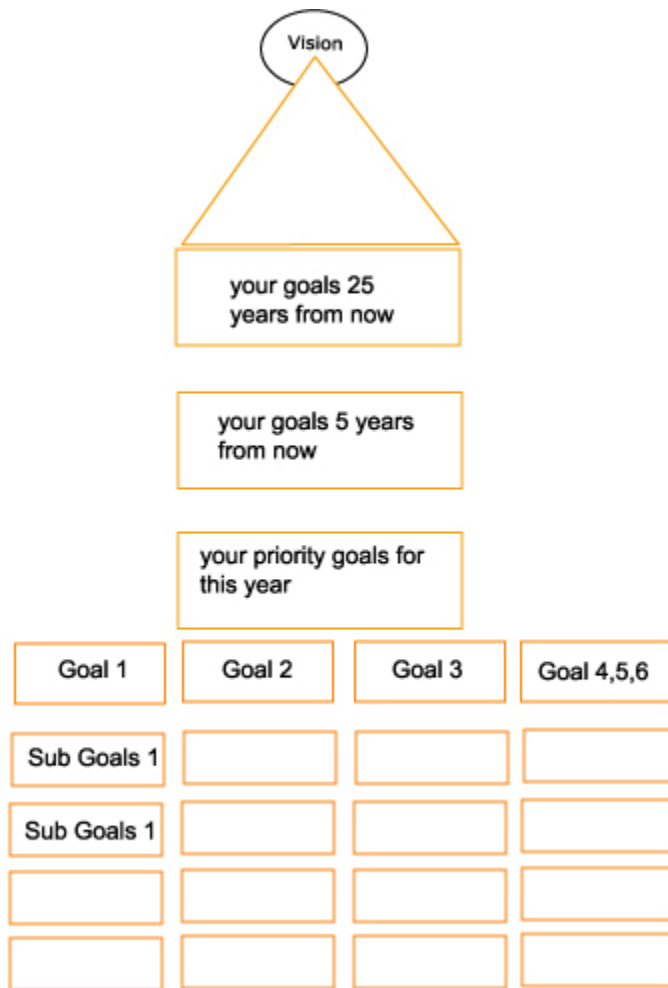 Vision
your goals 25
years from now
your goals 5 years
from now
your priority goals for
this year
Goal 1
Goal 2
Goal 3
Goal 4,5,6
Sub Goals 1
Sub Goals 1